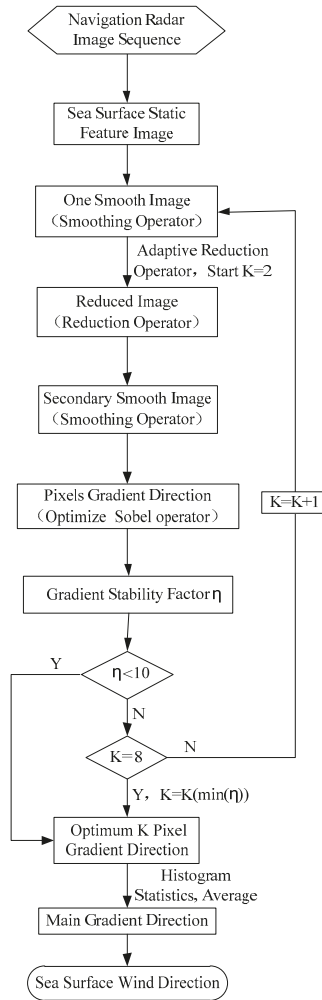 Navigation Radar
Image Sequence
Sea Surface Static
Feature Image
One Smooth Image
(Smoothing Operator)
Adaptive Reduction
Operator, Start K=2
Reduced Image
(Reduction Operator)
Secondary Smooth Image
(Smoothing Operator)
Pixels Gradient Direction
(Optimize Sobel operator)
K=K+1
Gradient Stability Factor η
Y
η<10
N
K=8
N
Y, K=K(min(η))
Optimum K Pixel
Gradient Direction
Histogram
Statistics, Average
Main Gradient Direction
Sea Surface Wind Direction